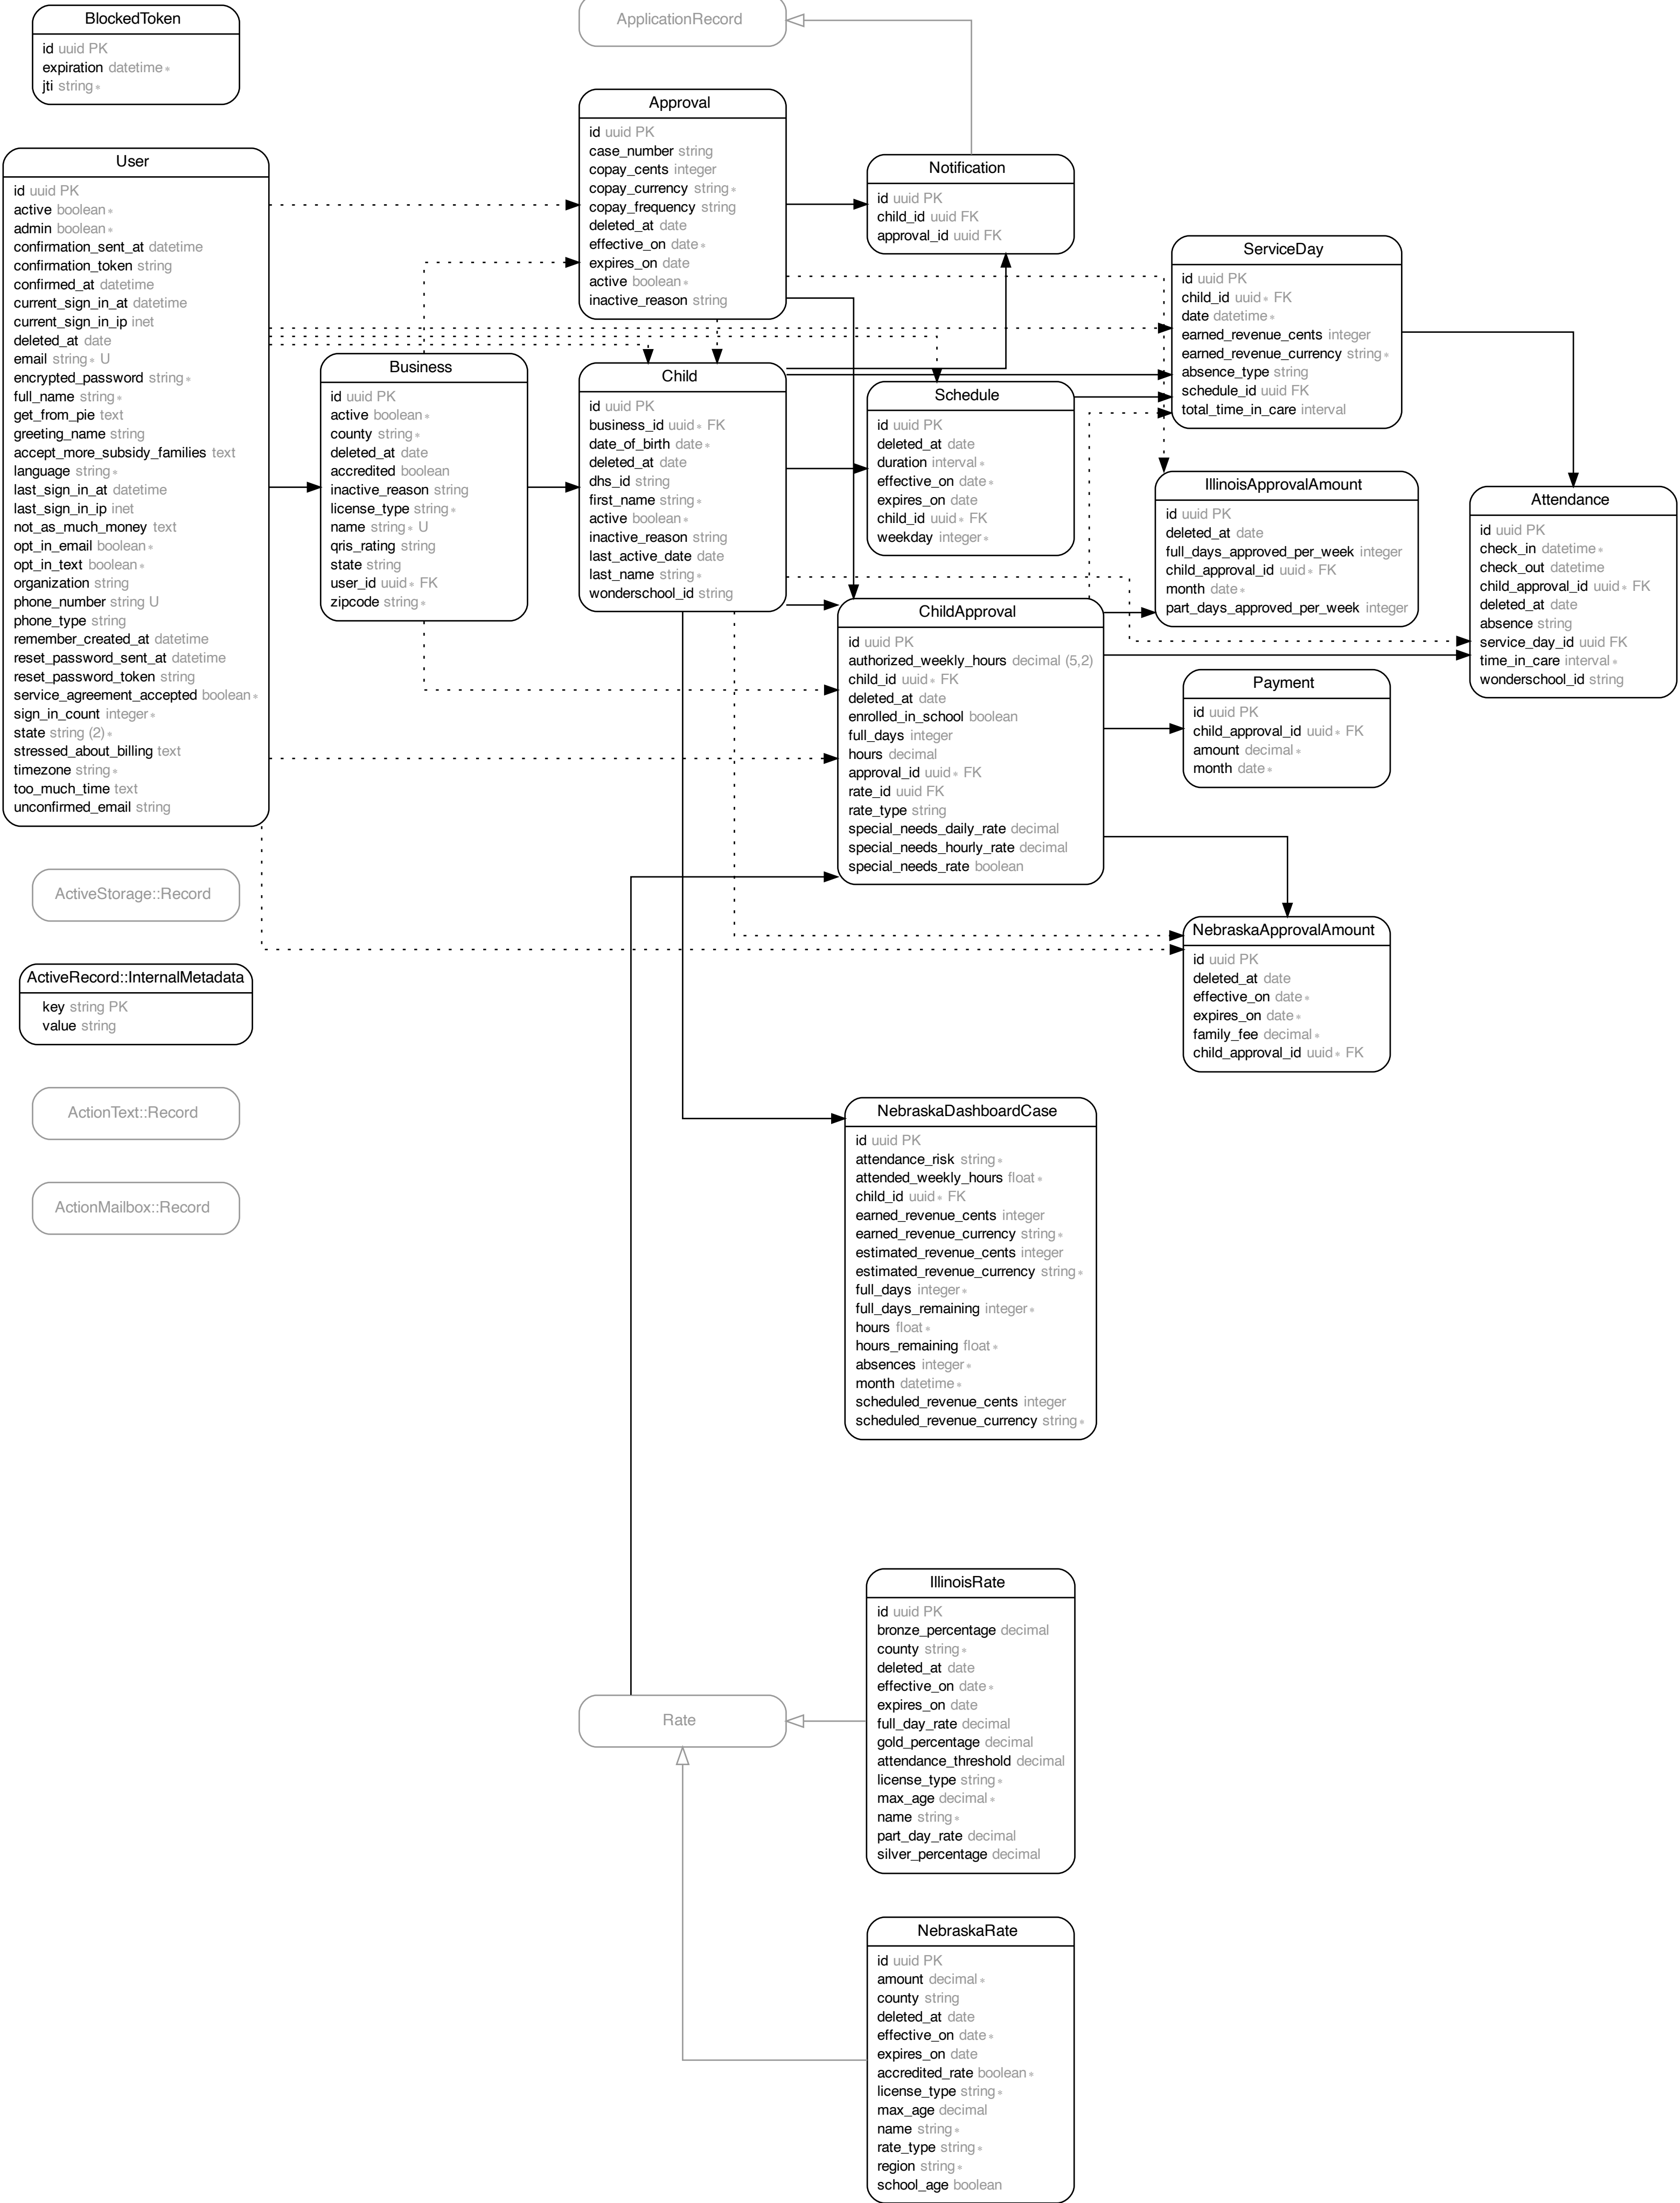 BlockedToken
id uuid PK
expiration datetime ∗
jti string ∗
User
id uuid PK
active boolean ∗
admin boolean ∗
confirmation_sent_at datetime
confirmation_token string
confirmed_at datetime
current_sign_in_at datetime
current_sign_in_ip inet
deleted_at date
email string ∗ U
encrypted_password string ∗
full_name string ∗
get_from_pie text
greeting_name string
accept_more_subsidy_families text
language string ∗
last_sign_in_at datetime
last_sign_in_ip inet
not_as_much_money text
opt_in_email boolean ∗
opt_in_text boolean ∗
organization string
phone_number string U
phone_type string
remember_created_at datetime
reset_password_sent_at datetime
reset_password_token string
service_agreement_accepted boolean ∗
sign_in_count integer ∗
state string (2) ∗
stressed_about_billing text
timezone string ∗
too_much_time text
unconfirmed_email string
ActiveStorage::Record
ActiveRecord::InternalMetadata
key string PK
value string
ActionText::Record
ActionMailbox::Record
Business
id uuid PK
active boolean ∗
county string ∗
deleted_at date
accredited boolean
inactive_reason string
license_type string ∗
name string ∗ U
qris_rating string
state string
user_id uuid ∗ FK
zipcode string ∗
ApplicationRecord
Approval
id uuid PK
case_number string
copay_cents integer
copay_currency string ∗
copay_frequency string
deleted_at date
effective_on date ∗
expires_on date
active boolean ∗
inactive_reason string
Child
id uuid PK
business_id uuid ∗ FK
date_of_birth date ∗
deleted_at date
dhs_id string
first_name string ∗
active boolean ∗
inactive_reason string
last_active_date date
last_name string ∗
wonderschool_id string
Rate
Notification
id uuid PK
child_id uuid FK
approval_id uuid FK
Schedule
id uuid PK
deleted_at date
duration interval ∗
effective_on date ∗
expires_on date
child_id uuid ∗ FK
weekday integer ∗
ChildApproval
id uuid PK
authorized_weekly_hours decimal (5,2)
child_id uuid ∗ FK
deleted_at date
enrolled_in_school boolean
full_days integer
hours decimal
approval_id uuid ∗ FK
rate_id uuid FK
rate_type string
special_needs_daily_rate decimal
special_needs_hourly_rate decimal
special_needs_rate boolean
NebraskaDashboardCase
id uuid PK
attendance_risk string ∗
attended_weekly_hours float ∗
child_id uuid ∗ FK
earned_revenue_cents integer
earned_revenue_currency string ∗
estimated_revenue_cents integer
estimated_revenue_currency string ∗
full_days integer ∗
full_days_remaining integer ∗
hours float ∗
hours_remaining float ∗
absences integer ∗
month datetime ∗
scheduled_revenue_cents integer
scheduled_revenue_currency string ∗
IllinoisRate
id uuid PK
bronze_percentage decimal
county string ∗
deleted_at date
effective_on date ∗
expires_on date
full_day_rate decimal
gold_percentage decimal
attendance_threshold decimal
license_type string ∗
max_age decimal ∗
name string ∗
part_day_rate decimal
silver_percentage decimal
NebraskaRate
id uuid PK
amount decimal ∗
county string
deleted_at date
effective_on date ∗
expires_on date
accredited_rate boolean ∗
license_type string ∗
max_age decimal
name string ∗
rate_type string ∗
region string ∗
school_age boolean
ServiceDay
id uuid PK
child_id uuid ∗ FK
date datetime ∗
earned_revenue_cents integer
earned_revenue_currency string ∗
absence_type string
schedule_id uuid FK
total_time_in_care interval
IllinoisApprovalAmount
id uuid PK
deleted_at date
full_days_approved_per_week integer
child_approval_id uuid ∗ FK
month date ∗
part_days_approved_per_week integer
Payment
id uuid PK
child_approval_id uuid ∗ FK
amount decimal ∗
month date ∗
NebraskaApprovalAmount
id uuid PK
deleted_at date
effective_on date ∗
expires_on date ∗
family_fee decimal ∗
child_approval_id uuid ∗ FK
Attendance
id uuid PK
check_in datetime ∗
check_out datetime
child_approval_id uuid ∗ FK
deleted_at date
absence string
service_day_id uuid FK
time_in_care interval ∗
wonderschool_id string